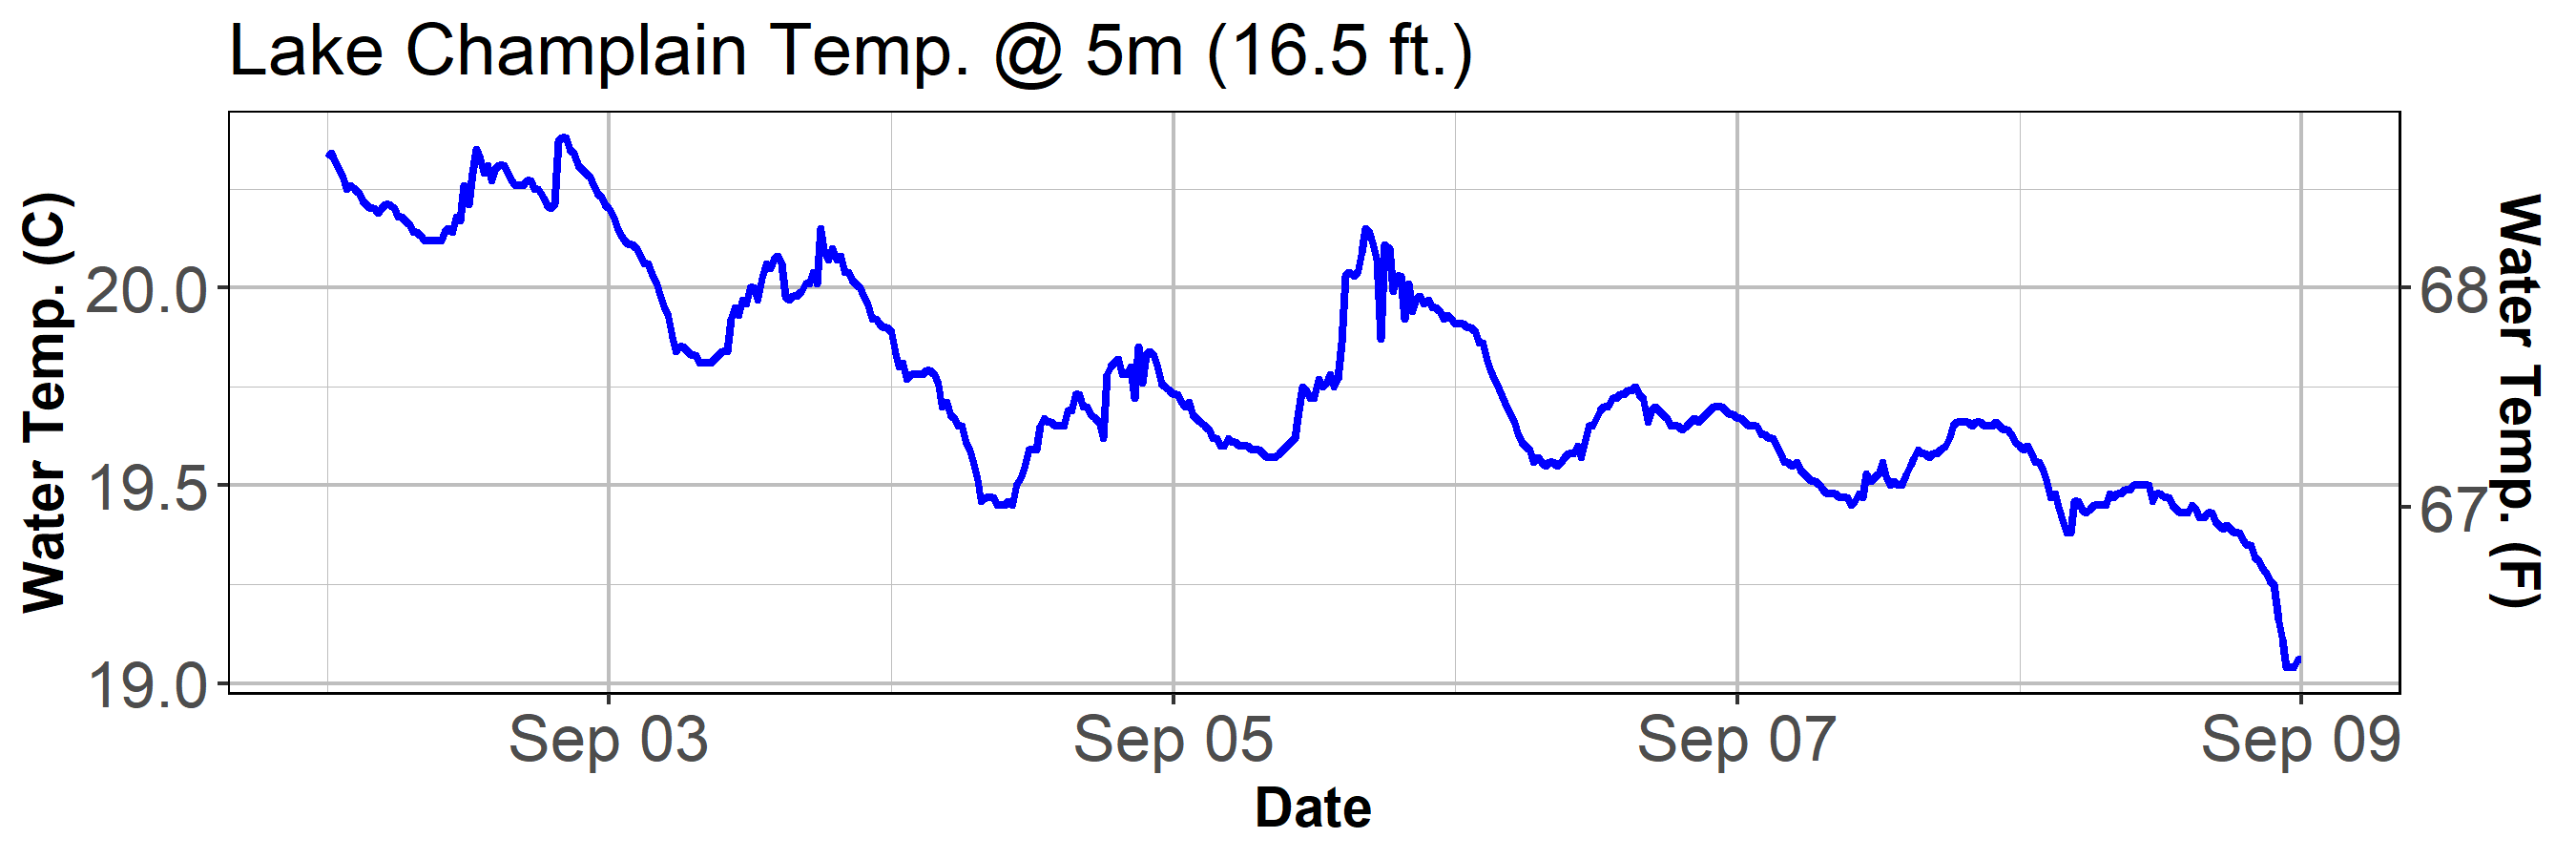 Lake Champlain Temp. @ 5m (16.5 ft.)
Water Temp. (C)
20.0
19.5
19.0
68
67
Water Temp. (F)
Sep 03 Sep 05 Sep 07 Sep 09
Date